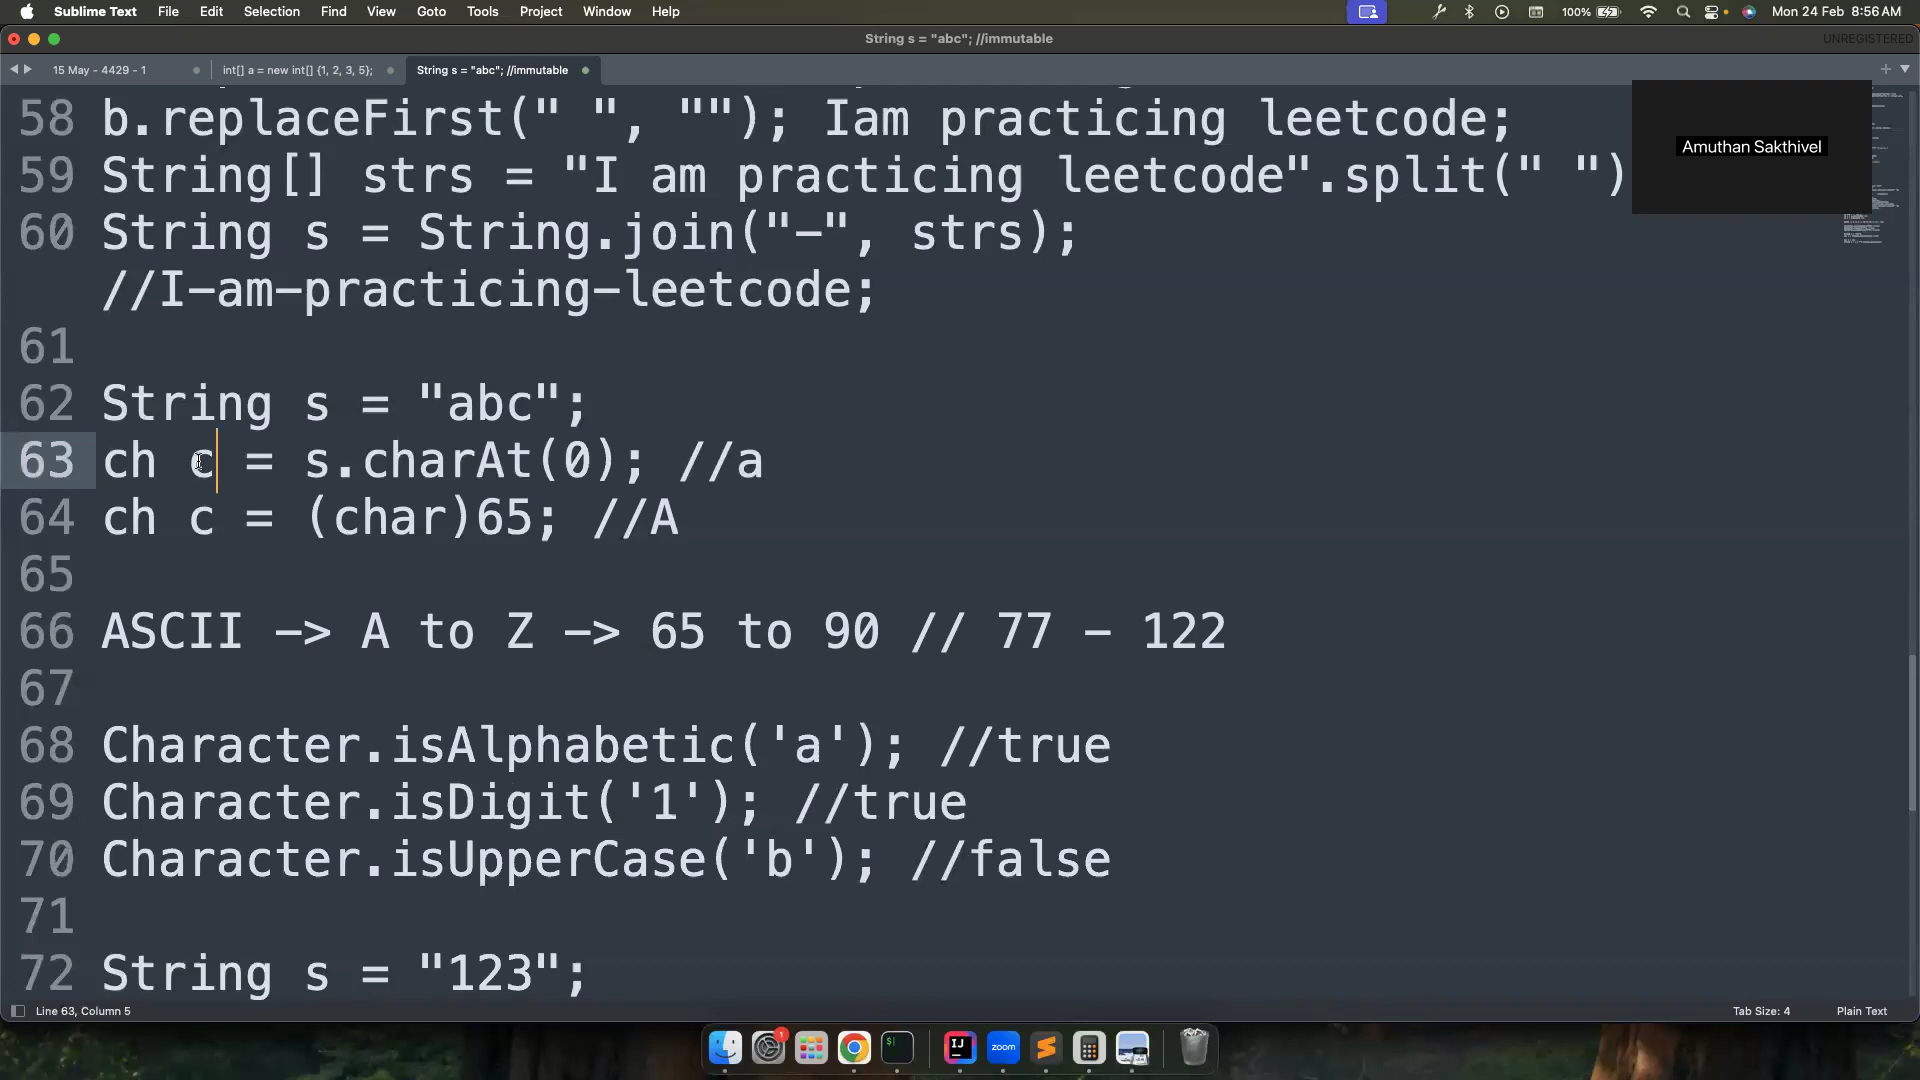 Sublime Text File Edit Selection Find View Goto Tools Project Window Help 100% Mon 24 Feb 8:56 AM
String s = "abc"; //immutable UNREGISTERED
15 May - 4429 - 1 int[] a = new int[] {1, 2, 3, 5}; String s = "abc"; //immutable
58 b.replaceFirst(" ", ""); Iam practicing leetcode;
59 String[] strs = "I am practicing leetcode".split(" ")
60 String s = String.join("-", strs);
//I-am-practicing-leetcode;
61
62 String s = "abc";
63 ch c = s.charAt(0); //a
64 ch c = (char)65; //A
65
66 ASCII -> A to Z -> 65 to 90 // 77 - 122
67
68 Character.isAlphabetic('a'); //true
69 Character.isDigit('1'); //true
70 Character.isUpperCase('b'); //false
71
72 String s = "123";
Amuthan Sakthivel
Line 63, Column 5 Tab Size: 4 Plain Text
1
$
IJ
zoom